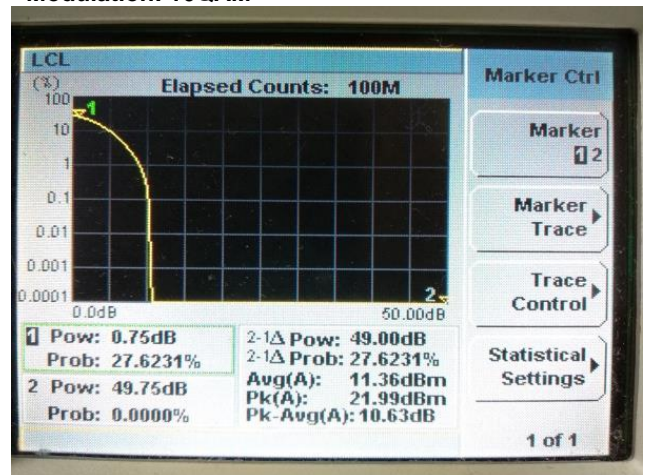 LCL
(%)
Elapsed Counts: 100M
100
1
10
1
0.1
0.01
0.001
0.0001
2
0.0dB
50.00dB
1 Pow: 0.75dB
Prob: 27.6231%
2 Pow: 49.75dB
Prob: 0.0000%
2-1Δ Pow: 49.00dB
2-1Δ Prob: 27.6231%
Avg(A): 11.36dBm
Pk(A): 21.99dBm
Pk-Avg(A): 10.63dB
Marker Ctrl
Marker
1 2
Marker
Trace
Trace
Control
Statistical
Settings
1 of 1